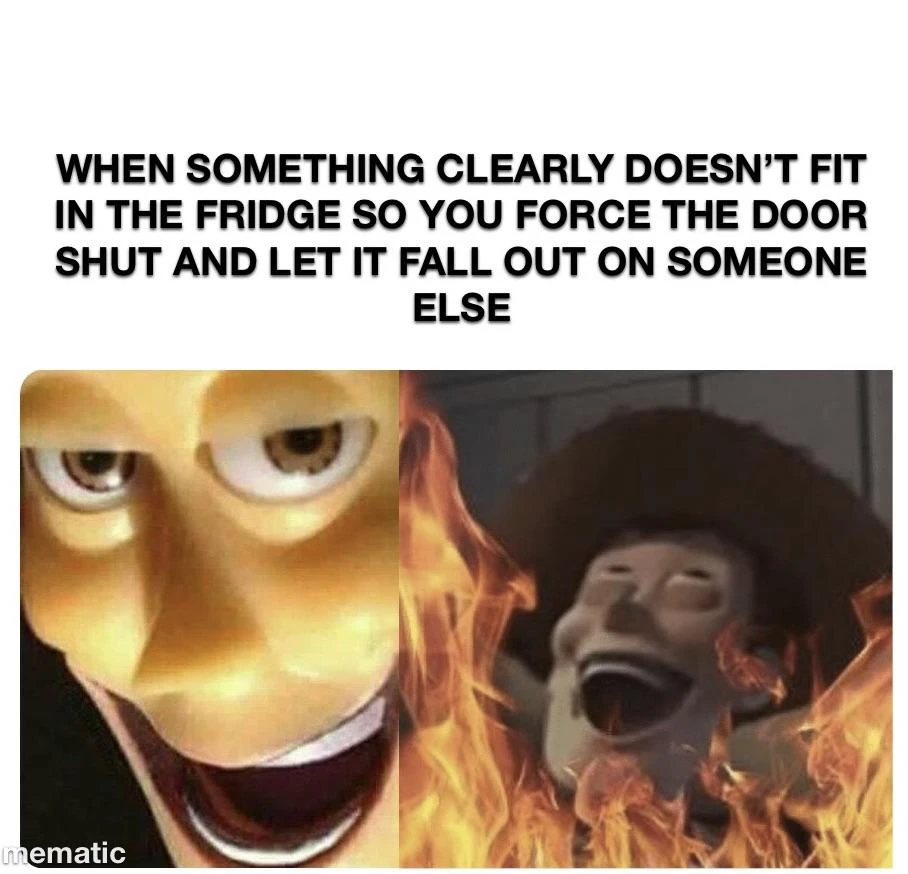 WHEN SOMETHING CLEARLY DOESN’T FIT
IN THE FRIDGE SO YOU FORCE THE DOOR
SHUT AND LET IT FALL OUT ON SOMEONE
ELSE
mematic